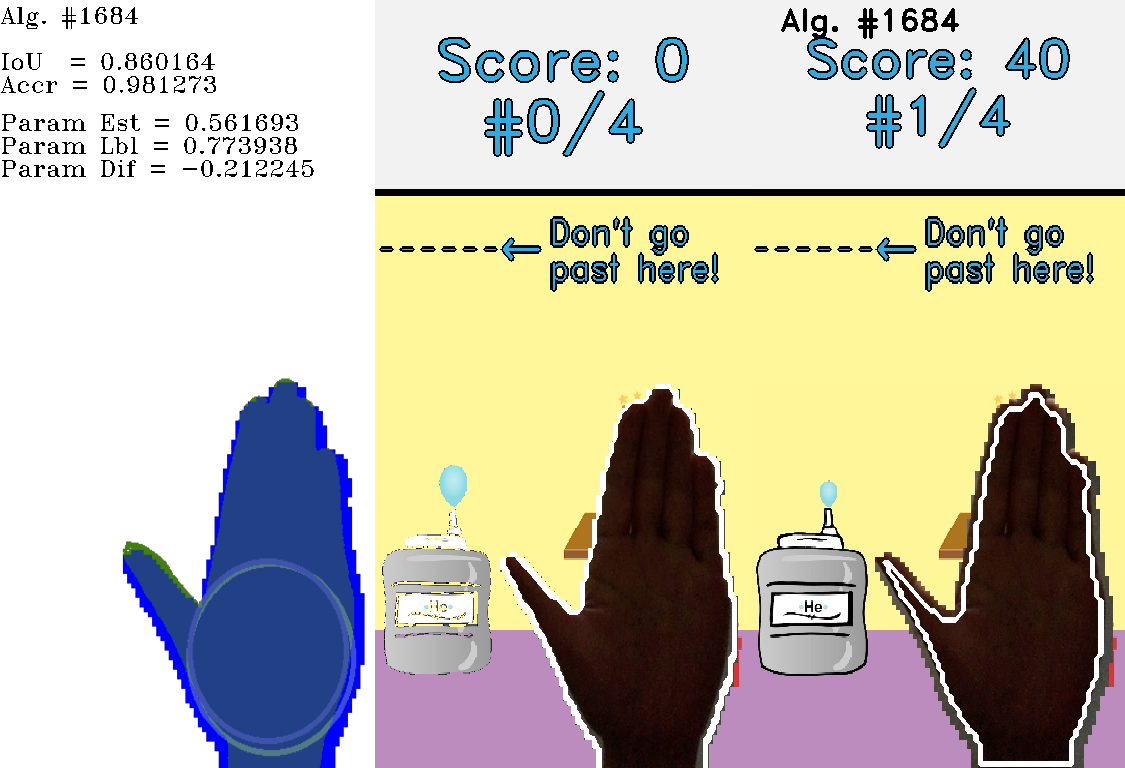 Alg. #1684
IoU = 0.860164
Accr = 0.981273
Param Est = 0.561693
Param Lbl = 0.773938
Param Dif = −0.212245
Score: 0
#0/4
Don't go
past here!
He
Alg. #1684
Score: 40
#1/4
Don't go
past here!
He